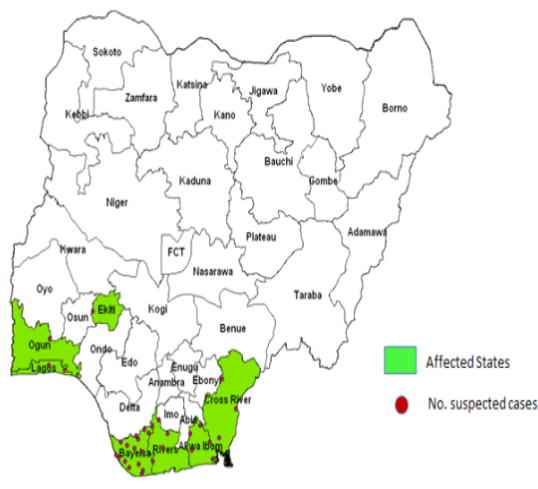 Sokoto
Katsina
Jigawa
Yobe
Borno
Zamfara
Kebbi
Kano
Bauchi
Gombe
Kaduna
Niger
Adamawa
Plateau
Kwara
FCT
Nasarawa
Taraba
Oyo
Kogi
Ekiti
Osun
Benue
Ogun
Ondo
Edo
Enugu
Lagos
Anambra
Ebony
Cross River
Delta
Imo
Abia
Bayelsa
Rivers
Akwa Ibom
Affected States
No. suspected cases